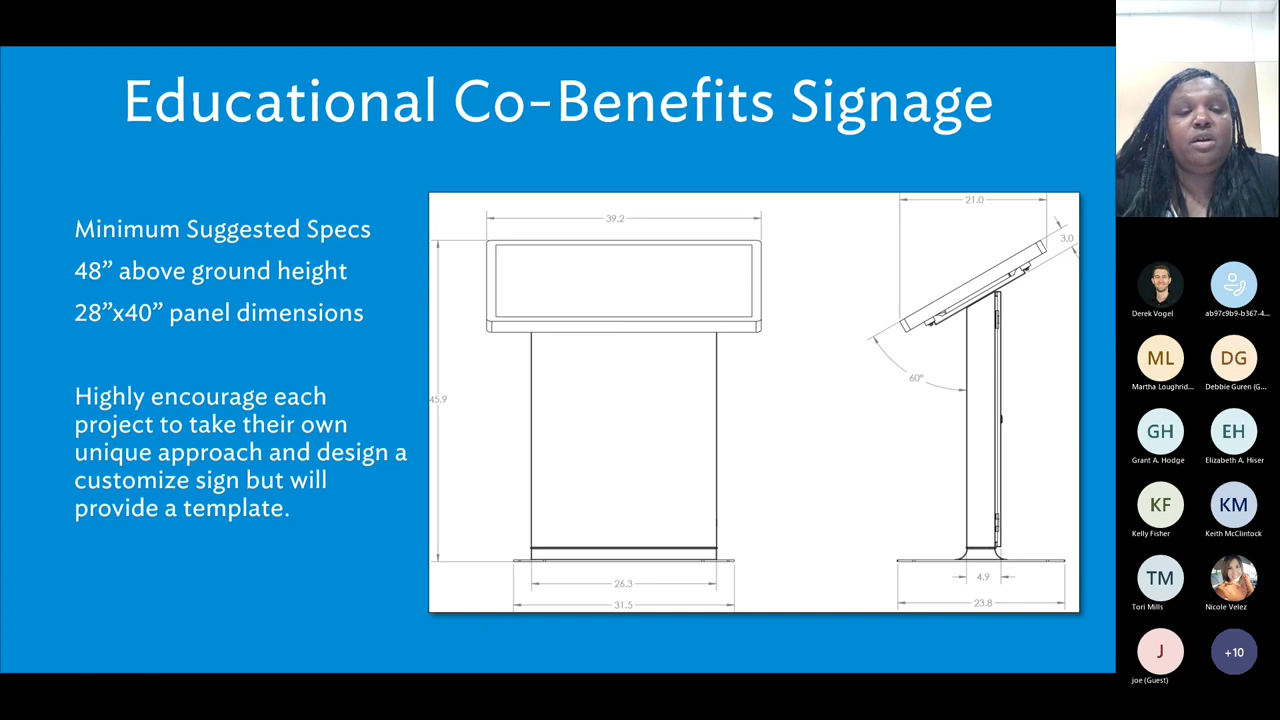 Educational Co-Benefits Signage
Minimum Suggested Specs
48” above ground height
28”x40” panel dimensions
Highly encourage each
project to take their own
unique approach and design a
customize sign but will
provide a template.
39.2
45.9
26.3
31.5
21.0
3.0
60°
4.9
23.8
Derek Vogel
ab97c9b9-b367-4...
ML
Martha Loughrid...
DG
Debbie Guren (G...
GH
Grant A. Hodge
EH
Elizabeth A. Hiser
KF
Kelly Fisher
KM
Keith McClintock
TM
Tori Mills
Nicole Velez
J
joe (Guest)
+10